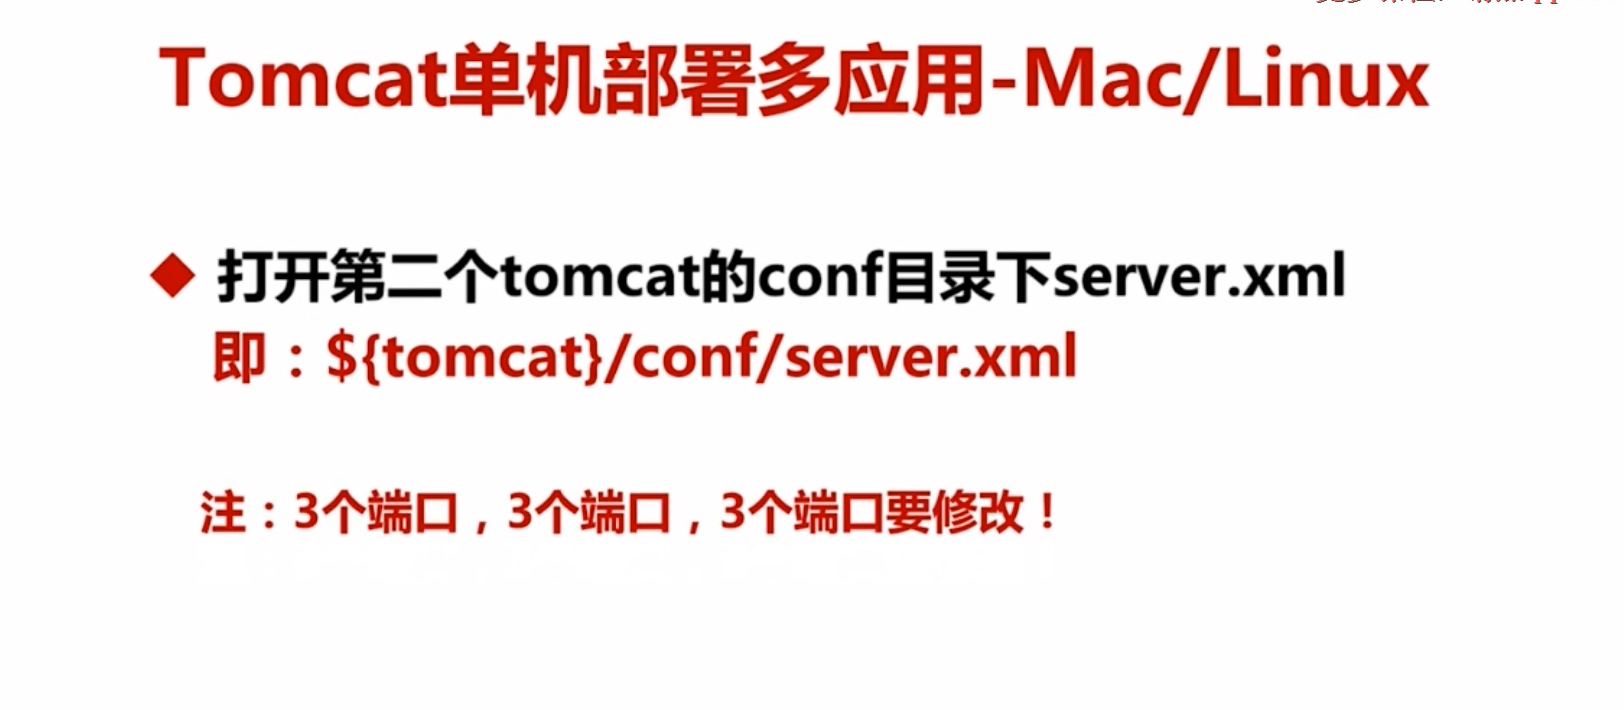 Tomcat单机部署多应用-Mac/Linux
打开第二个tomcat的conf目录下server.xml
即：${tomcat}/conf/server.xml
注：3个端口，3个端口，3个端口要修改！